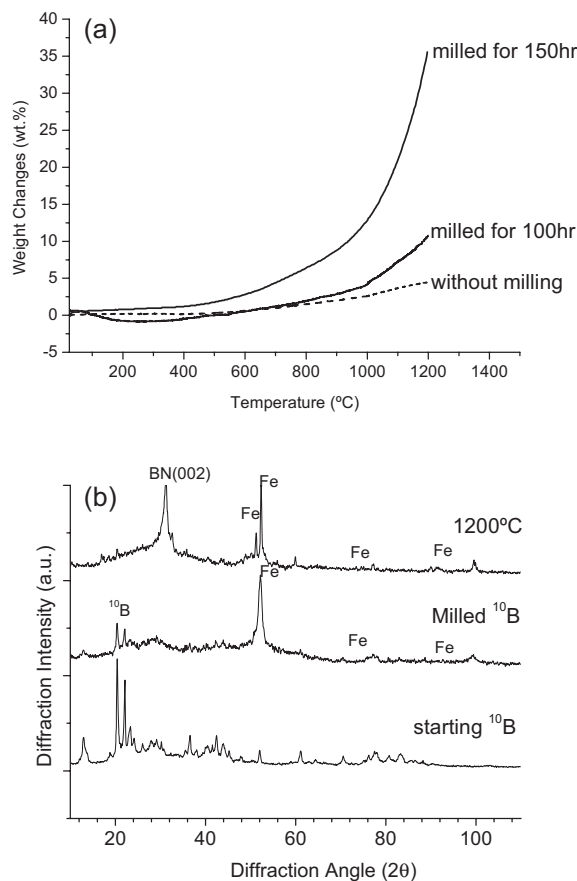 (a)
40
35
30
25
20
15
10
5
0
-5
Weight Changes (wt.%)
milled for 150hr
milled for 100hr
without milling
200 400 600 800 1000 1200 1400
Temperature (ºC)
(b)
BN(002)
Fe
Fe
Fe
Fe
1200ºC
Fe
¹⁰B
Milled ¹⁰B
Fe
Fe
starting ¹⁰B
Diffraction Intensity (a.u.)
20 40 60 80 100
Diffraction Angle (2θ)